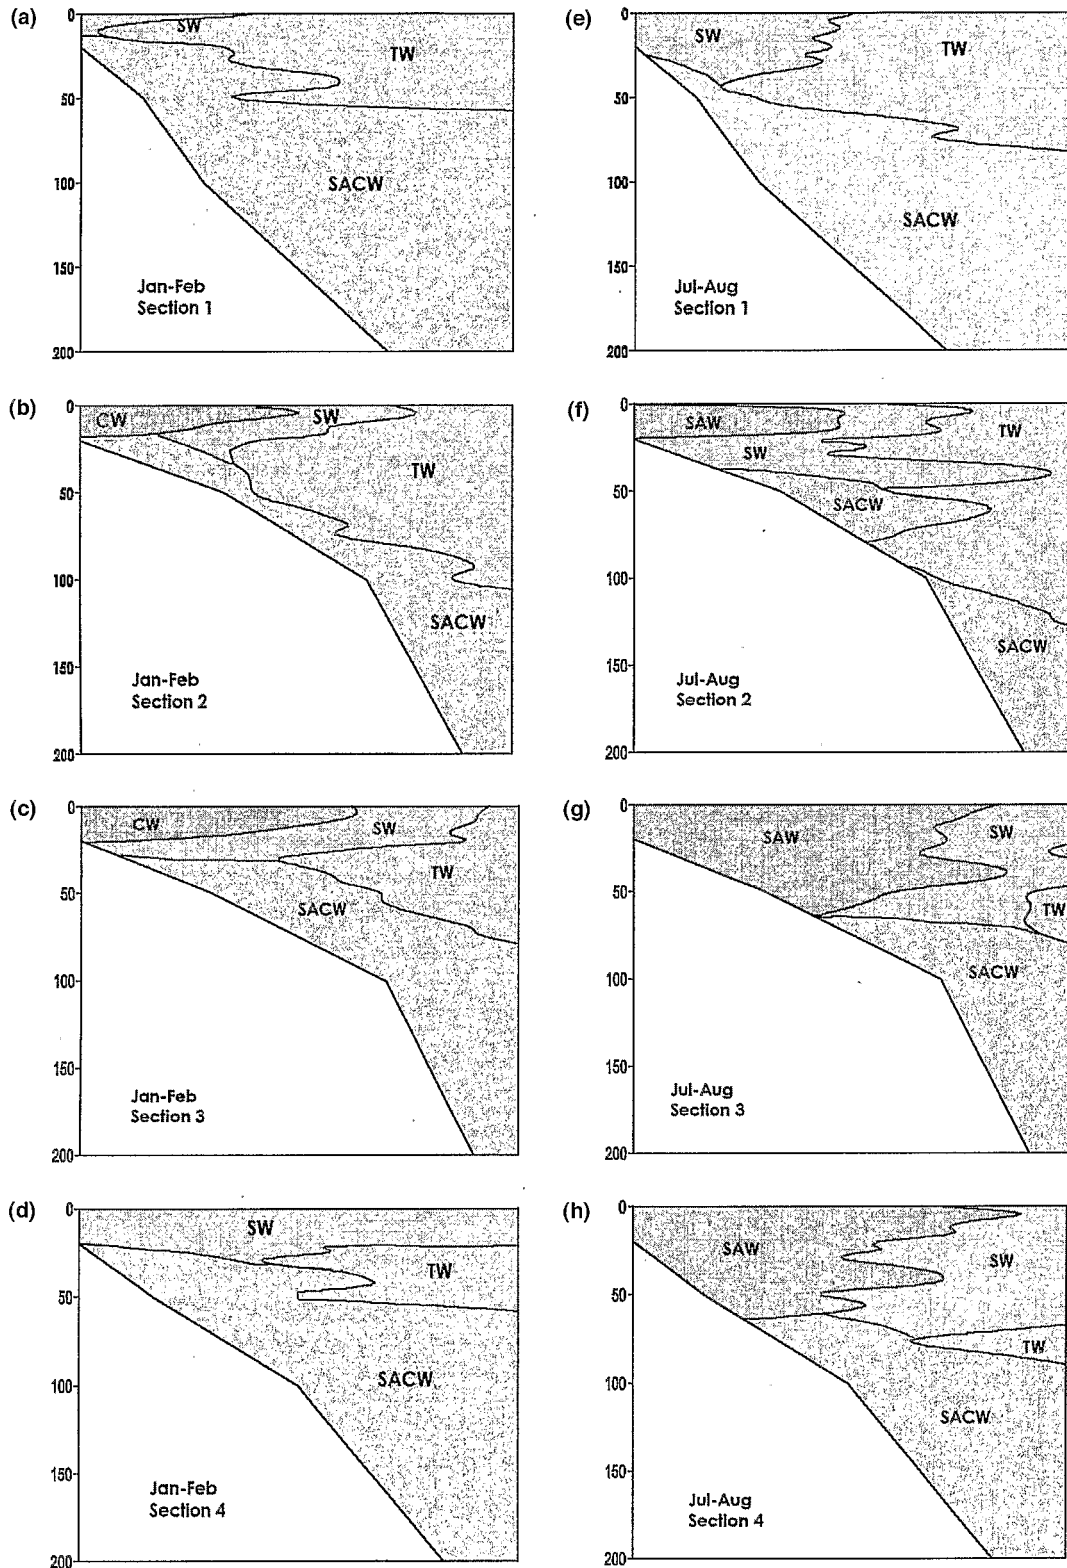 (a)
0
50
100
150
200
SW
TW
SACW
Jan-Feb
Section 1
(e)
0
50
100
150
200
SW
TW
SACW
Jul-Aug
Section 1
(b)
0
50
100
150
200
CW
SW
TW
SACW
Jan-Feb
Section 2
(f)
0
50
100
150
200
SAW
TW
SW
SACW
SACW
Jul-Aug
Section 2
(c)
0
50
100
150
200
CW
SW
TW
SACW
Jan-Feb
Section 3
(g)
0
50
100
150
200
SAW
SW
TW
SACW
Jul-Aug
Section 3
(d)
0
50
100
150
200
SW
TW
SACW
Jan-Feb
Section 4
(h)
0
50
100
150
200
SAW
SW
TW
SACW
Jul-Aug
Section 4